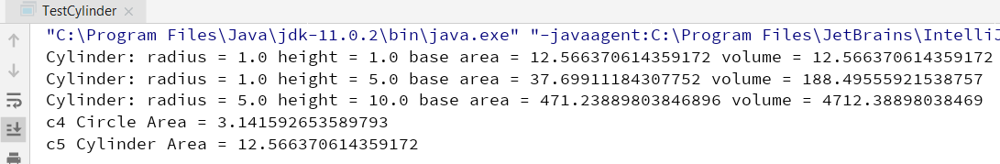 TestCylinder
"C:\Program Files\Java\jdk-11.0.2\bin\java.exe" "-javaagent:C:\Program Files\JetBrains\IntelliJ
Cylinder: radius = 1.0 height = 1.0 base area = 12.566370614359172 volume = 12.566370614359172
Cylinder: radius = 1.0 height = 5.0 base area = 37.69911184307752 volume = 188.49555921538757
Cylinder: radius = 5.0 height = 10.0 base area = 471.23889803846896 volume = 4712.38898038469
c4 Circle Area = 3.141592653589793
c5 Cylinder Area = 12.566370614359172